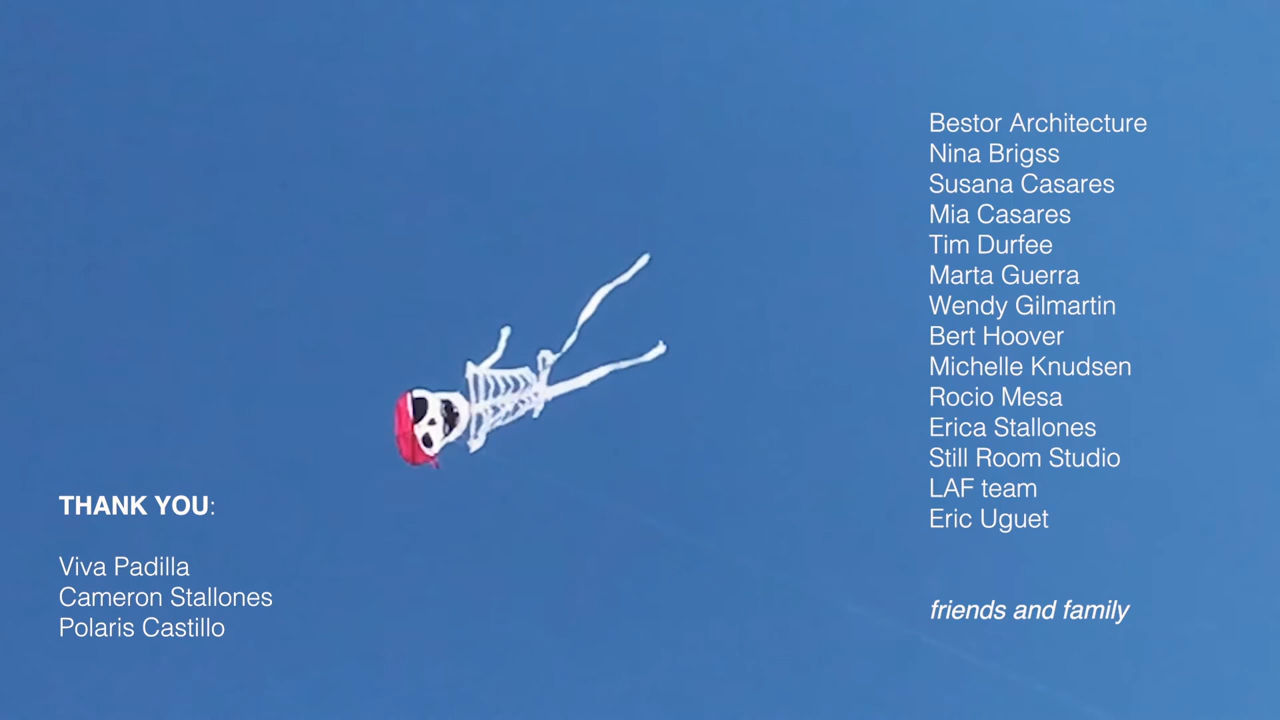 THANK YOU:
Viva Padilla
Cameron Stallones
Polaris Castillo
Bestor Architecture
Nina Brigss
Susana Casares
Mia Casares
Tim Durfee
Marta Guerra
Wendy Gilmartin
Bert Hoover
Michelle Knudsen
Rocio Mesa
Erica Stallones
Still Room Studio
LAF team
Eric Uguet
friends and family